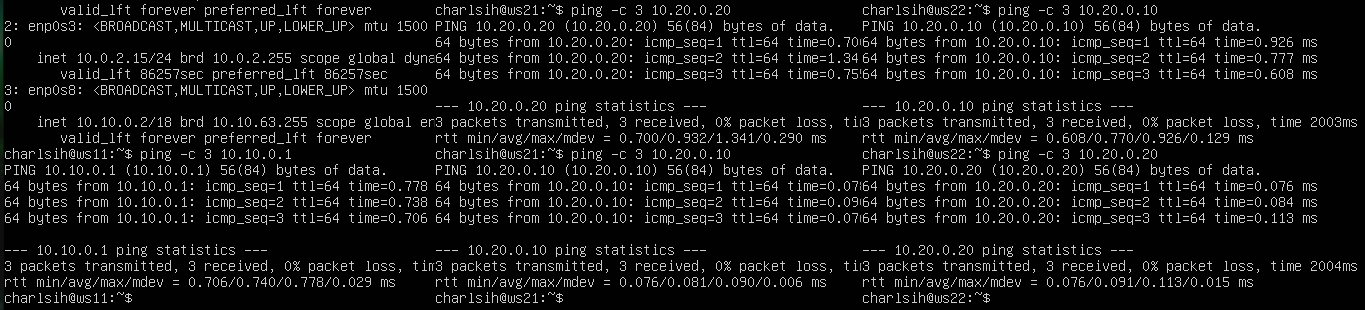 valid_lft forever preferred_lft forever
2: enp0s3: <BROADCAST,MULTICAST,UP,LOWER_UP> mtu 1500
0
inet 10.0.2.15/24 brd 10.0.2.255 scope global dyna
valid_lft 86257sec preferred_lft 86257sec
3: enp0s8: <BROADCAST,MULTICAST,UP,LOWER_UP> mtu 1500
0
inet 10.10.0.2/18 brd 10.10.63.255 scope global en
valid_lft forever preferred_lft forever
charlsih@ws11:~$ ping -c 3 10.10.0.1
PING 10.10.0.1 (10.10.0.1) 56(84) bytes of data.
64 bytes from 10.10.0.1: icmp_seq=1 ttl=64 time=0.778
64 bytes from 10.10.0.1: icmp_seq=2 ttl=64 time=0.738
64 bytes from 10.10.0.1: icmp_seq=3 ttl=64 time=0.706
--- 10.10.0.1 ping statistics ---
3 packets transmitted, 3 received, 0% packet loss, tim
rtt min/avg/max/mdev = 0.706/0.740/0.778/0.029 ms
charlsih@ws11:~$
charlsih@ws21:~$ ping -c 3 10.20.0.20
PING 10.20.0.20 (10.20.0.20) 56(84) bytes of data.
64 bytes from 10.20.0.20: icmp_seq=1 ttl=64 time=0.70
64 bytes from 10.20.0.20: icmp_seq=2 ttl=64 time=1.34
64 bytes from 10.20.0.20: icmp_seq=3 ttl=64 time=0.75
--- 10.20.0.20 ping statistics ---
3 packets transmitted, 3 received, 0% packet loss, ti
rtt min/avg/max/mdev = 0.700/0.932/1.341/0.290 ms
charlsih@ws21:~$ ping -c 3 10.20.0.10
PING 10.20.0.10 (10.20.0.10) 56(84) bytes of data.
64 bytes from 10.20.0.10: icmp_seq=1 ttl=64 time=0.07
64 bytes from 10.20.0.10: icmp_seq=2 ttl=64 time=0.09
64 bytes from 10.20.0.10: icmp_seq=3 ttl=64 time=0.07
--- 10.20.0.10 ping statistics ---
3 packets transmitted, 3 received, 0% packet loss, ti
rtt min/avg/max/mdev = 0.076/0.081/0.090/0.006 ms
charlsih@ws21:~$
charlsih@ws22:~$ ping -c 3 10.20.0.10
PING 10.20.0.10 (10.20.0.10) 56(84) bytes of data.
64 bytes from 10.20.0.10: icmp_seq=1 ttl=64 time=0.926 ms
64 bytes from 10.20.0.10: icmp_seq=2 ttl=64 time=0.777 ms
64 bytes from 10.20.0.10: icmp_seq=3 ttl=64 time=0.608 ms
--- 10.20.0.10 ping statistics ---
3 packets transmitted, 3 received, 0% packet loss, time 2003ms
rtt min/avg/max/mdev = 0.608/0.770/0.926/0.129 ms
charlsih@ws22:~$ ping -c 3 10.20.0.20
PING 10.20.0.20 (10.20.0.20) 56(84) bytes of data.
64 bytes from 10.20.0.20: icmp_seq=1 ttl=64 time=0.076 ms
64 bytes from 10.20.0.20: icmp_seq=2 ttl=64 time=0.084 ms
64 bytes from 10.20.0.20: icmp_seq=3 ttl=64 time=0.113 ms
--- 10.20.0.20 ping statistics ---
3 packets transmitted, 3 received, 0% packet loss, time 2004ms
rtt min/avg/max/mdev = 0.076/0.091/0.113/0.015 ms
charlsih@ws22:~$